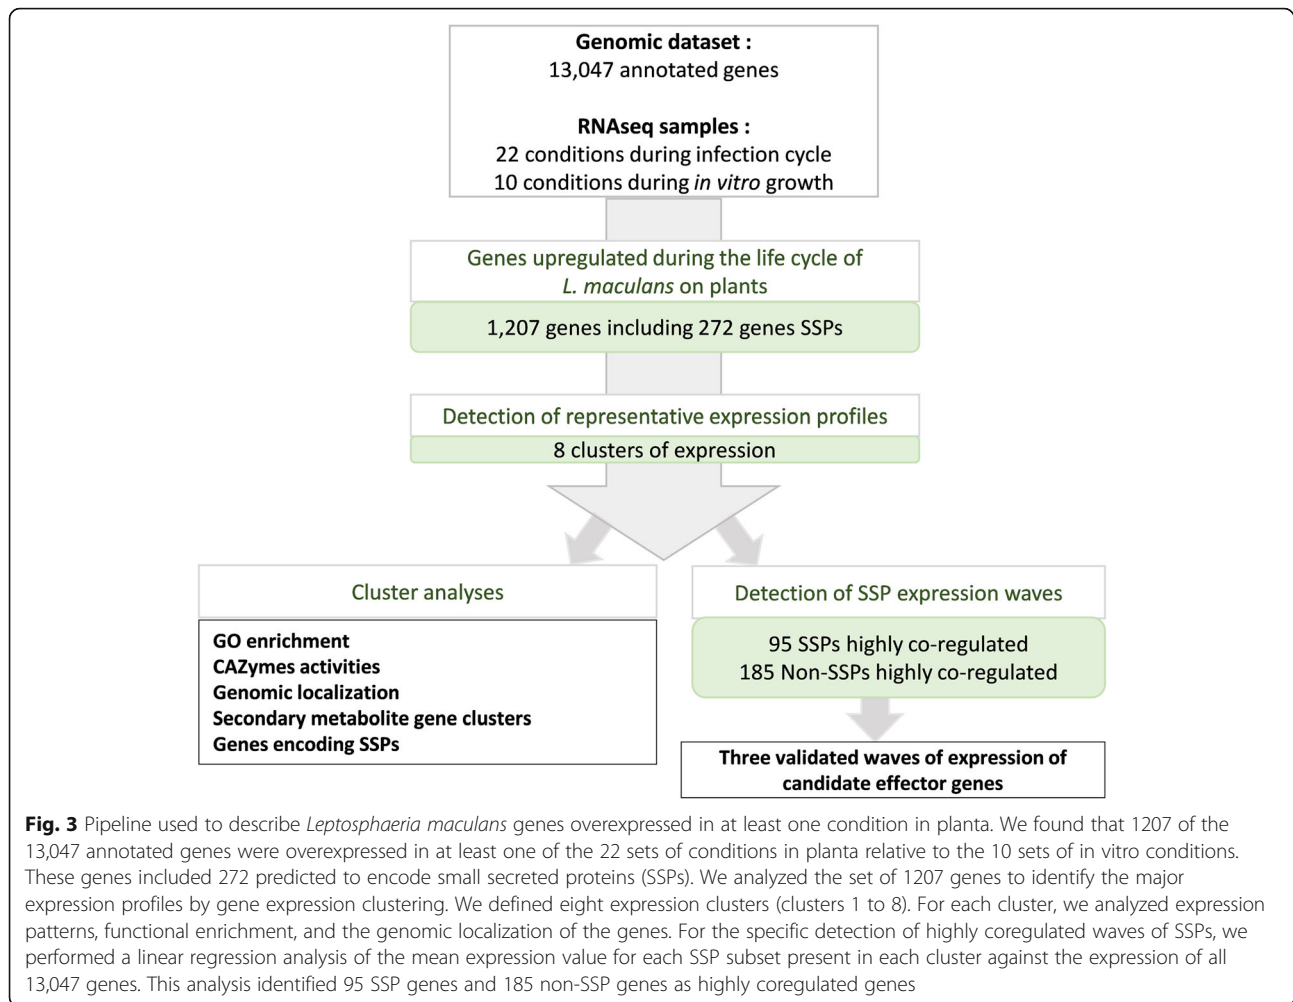 Genomic dataset :
13,047 annotated genes
RNAseq samples :
22 conditions during infection cycle
10 conditions during in vitro growth
Genes upregulated during the life cycle of
L. maculans on plants
1,207 genes including 272 genes SSPs
Detection of representative expression profiles
8 clusters of expression
Cluster analyses
GO enrichment
CAZymes activities
Genomic localization
Secondary metabolite gene clusters
Genes encoding SSPs
Detection of SSP expression waves
95 SSPs highly co-regulated
185 Non-SSPs highly co-regulated
Three validated waves of expression of
candidate effector genes
Fig. 3 Pipeline used to describe Leptosphaeria maculans genes overexpressed in at least one condition in planta. We found that 1207 of the
13,047 annotated genes were overexpressed in at least one of the 22 sets of conditions in planta relative to the 10 sets of in vitro conditions.
These genes included 272 predicted to encode small secreted proteins (SSPs). We analyzed the set of 1207 genes to identify the major
expression profiles by gene expression clustering. We defined eight expression clusters (clusters 1 to 8). For each cluster, we analyzed expression
patterns, functional enrichment, and the genomic localization of the genes. For the specific detection of highly coregulated waves of SSPs, we
performed a linear regression analysis of the mean expression value for each SSP subset present in each cluster against the expression of all
13,047 genes. This analysis identified 95 SSP genes and 185 non-SSP genes as highly coregulated genes